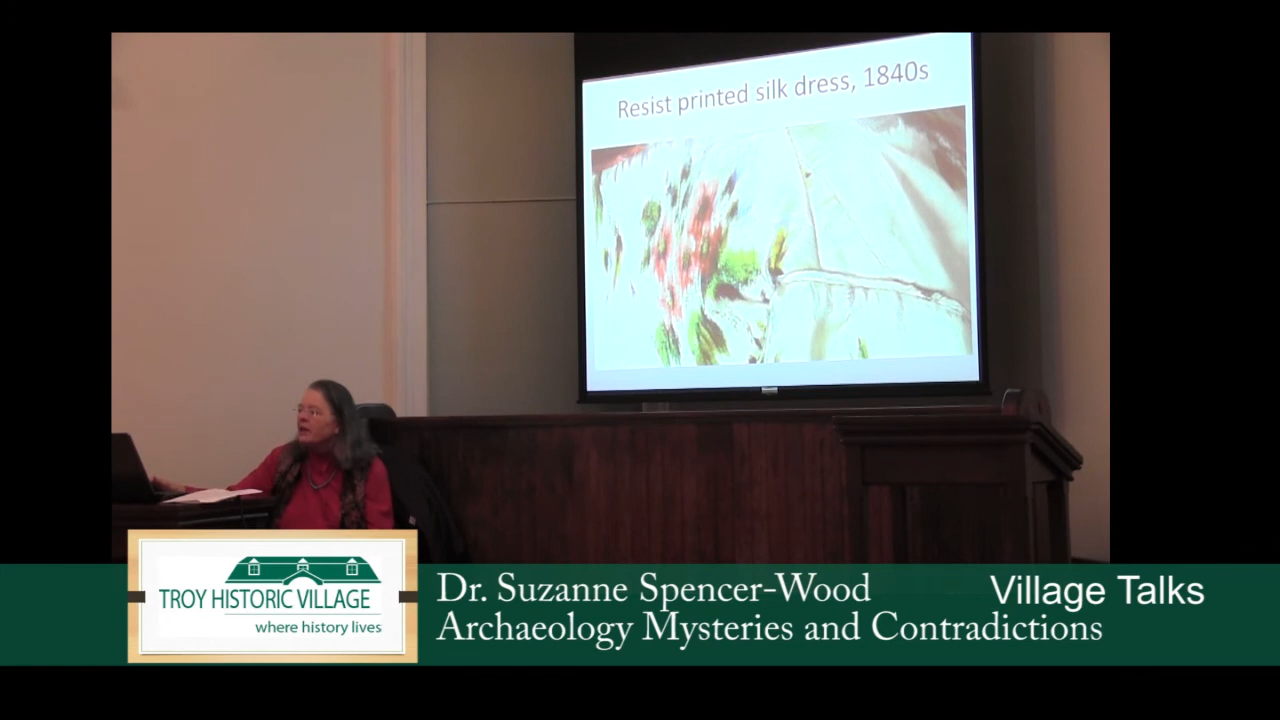 Resist printed silk dress, 1840s
TROY HISTORIC VILLAGE
where history lives
Dr. Suzanne Spencer-Wood
Village Talks
Archaeology Mysteries and Contradictions